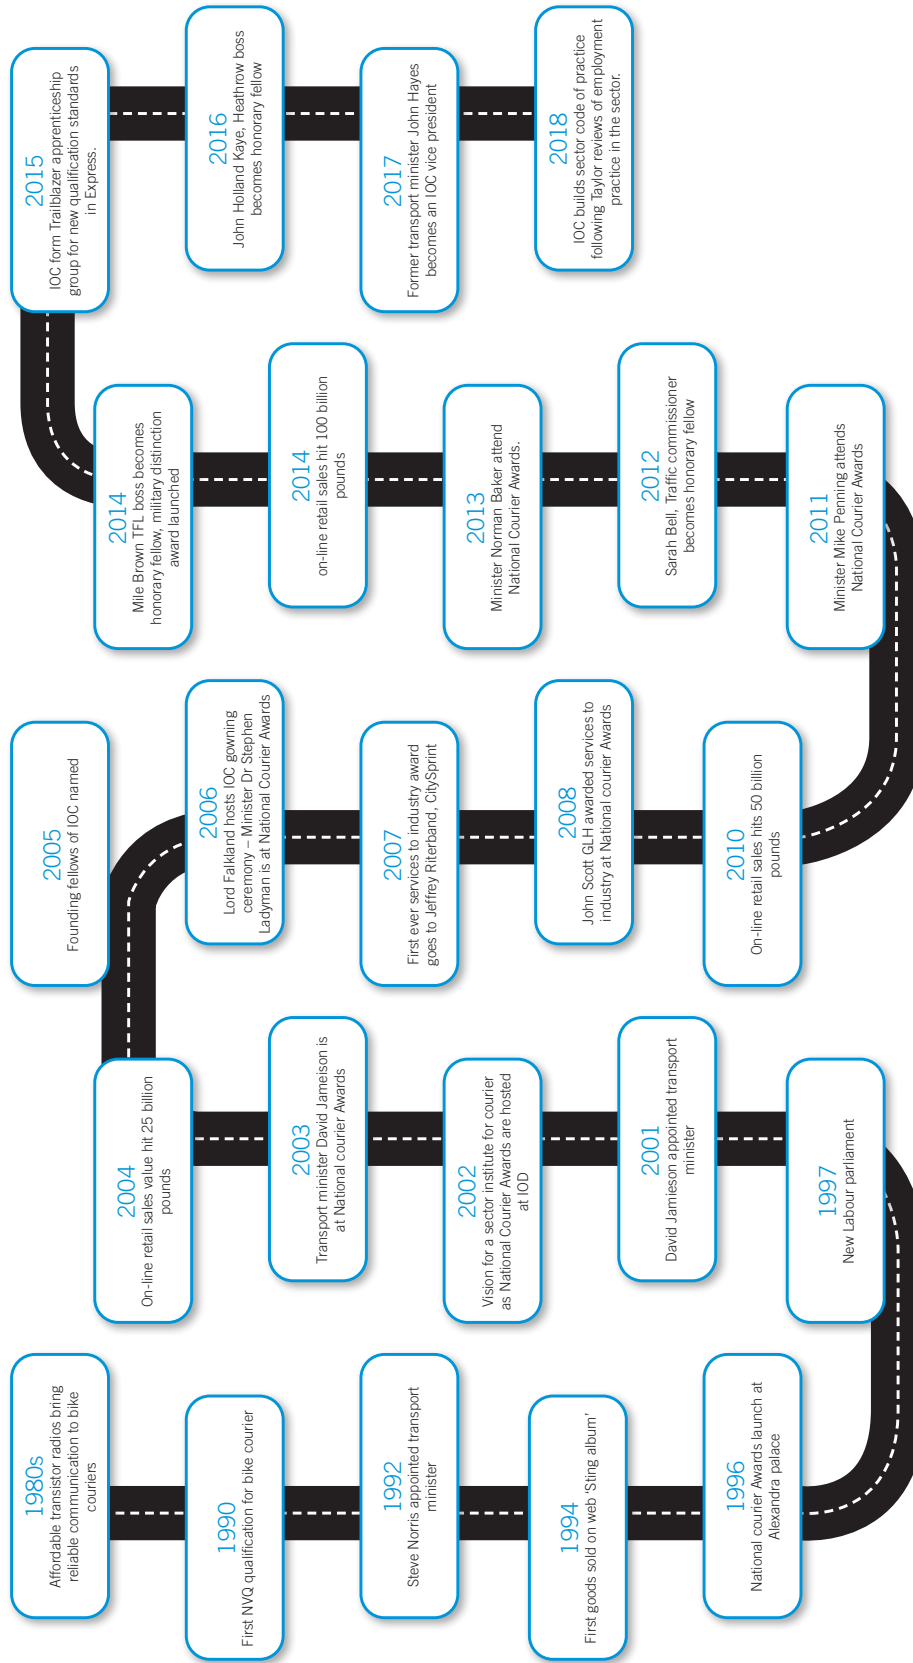 1980s
Affordable transistor radios bring
reliable communication to bike
couriers
1990
First NVQ qualification for bike courier
1992
Steve Norris appointed transport
minister
1994
First goods sold on web ‘Sting album’
1996
National courier Awards launch at
Alexandra palace
1997
New Labour parliament
2001
David Jamieson appointed transport
minister
2002
Vision for a sector institute for courier
as National Courier Awards are hosted
at IOD
2003
Transport minister David Jameison is
at National courier Awards
2004
On-line retail sales value hit 25 billion
pounds
2005
Founding fellows of IOC named
2006
Lord Falkland hosts IOC gowning
ceremony – Minister Dr Stephen
Ladyman is at National Courier Awards
2007
First ever services to industry award
goes to Jeffrey Riterband, CitySprint
2008
John Scott GLH awarded services to
industry at National courier Awards
2010
On-line retail sales hits 50 billion
pounds
2011
Minister Mike Penning attends
National Courier Awards
2012
Sarah Bell, Traffic commissioner
becomes honorary fellow
2013
Minister Norman Baker attend
National Courier Awards.
2014
on-line retail sales hit 100 billion
pounds
2014
Mile Brown TFL boss becomes
honorary fellow, military distinction
award launched
2015
IOC form Trailblazer apprenticeship
group for new qualification standards
in Express.
2016
John Holland Kaye, Heathrow boss
becomes honorary fellow
2017
Former transport minister John Hayes
becomes an IOC vice president
2018
IOC builds sector code of practice
following Taylor reviews of employment
practice in the sector.